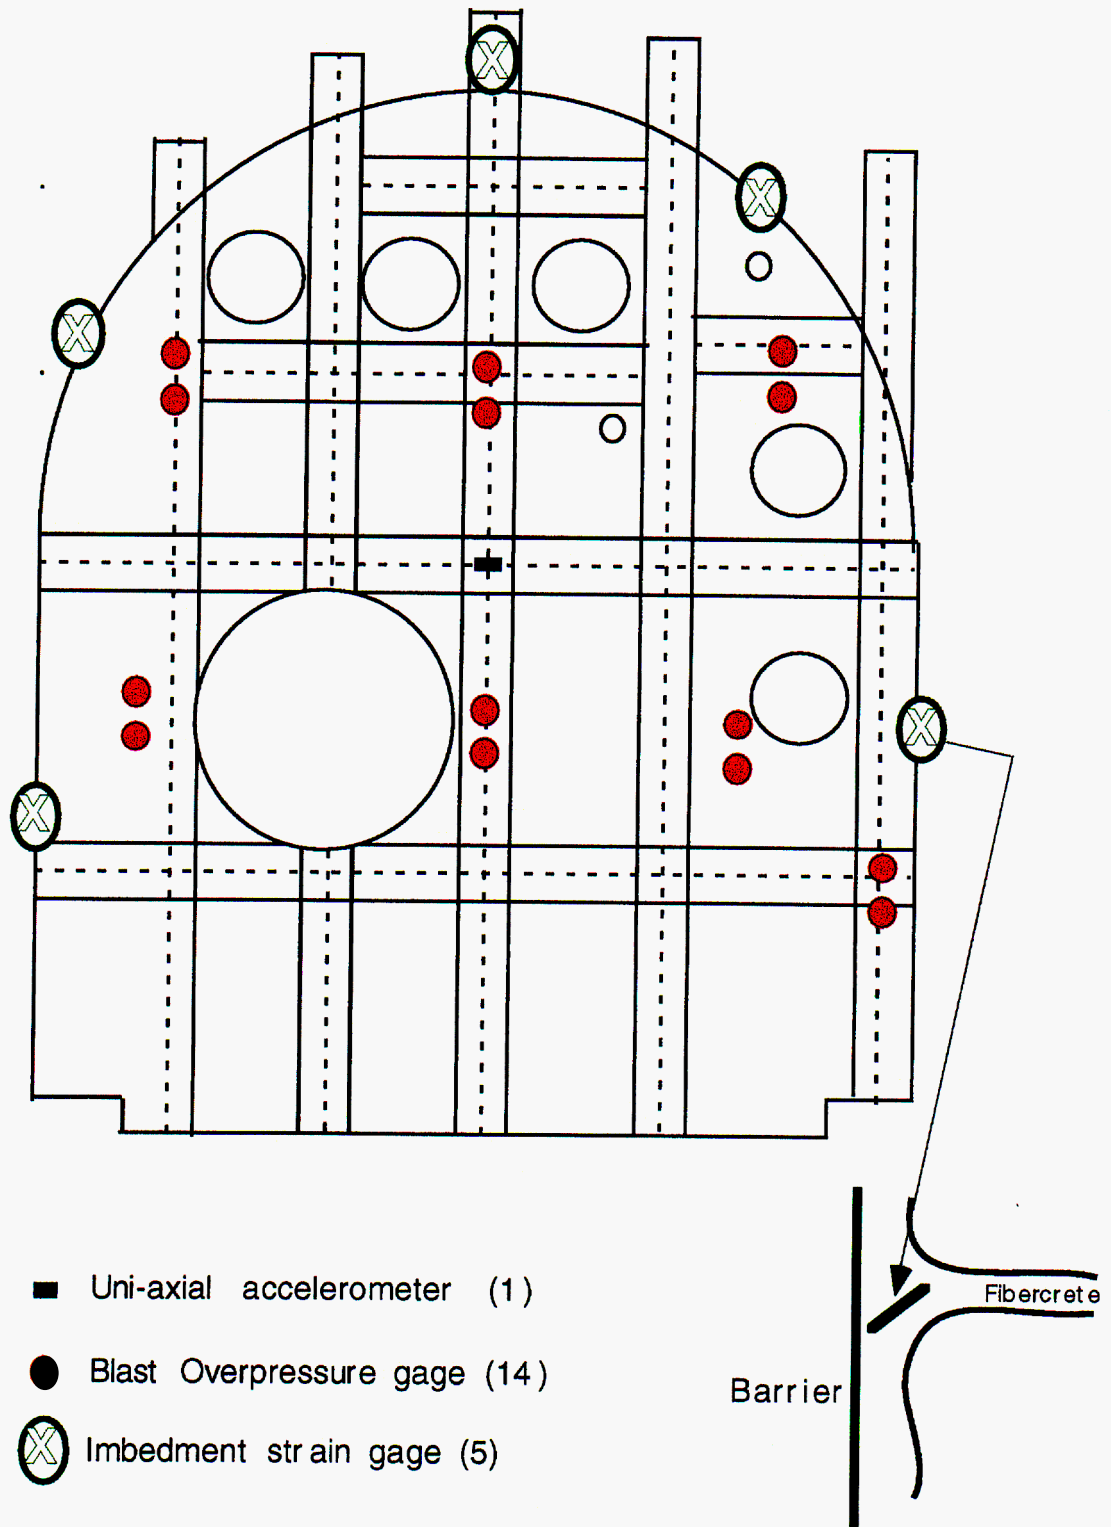 X
X
X
X
X
Uni-axial accelerometer (1)
Fibercrete
Blast Overpressure gage (14)
Barrier
X Imbedment strain gage (5)